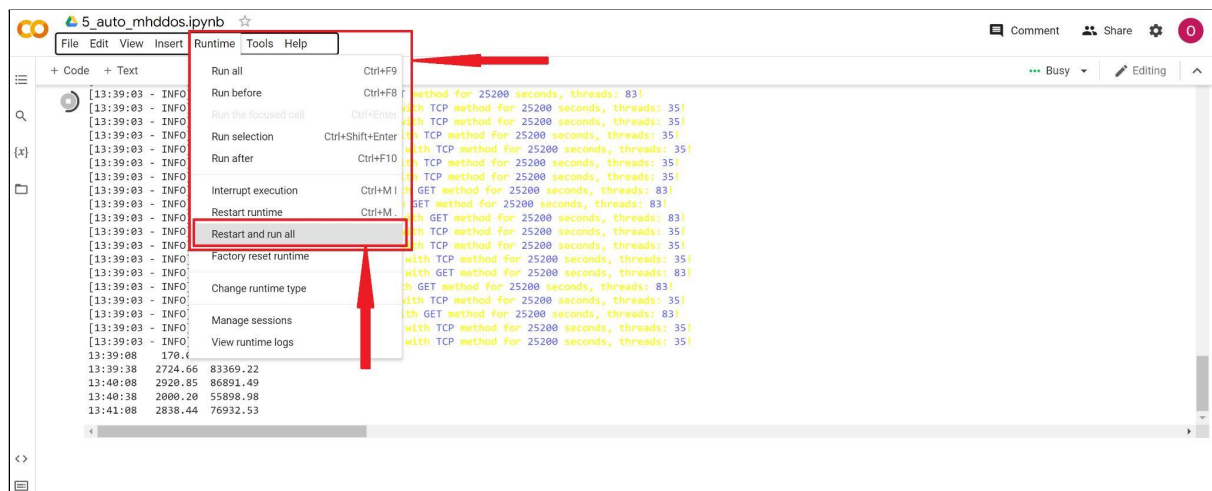 5_auto_mhddos.ipynb
Comment Share O
File Edit View Insert Runtime Tools Help
+ Code + Text
Busy Editing
Run all Ctrl+F9
Run before Ctrl+F8
Run the focused cell Ctrl+Enter
Run selection Ctrl+Shift+Enter
Run after Ctrl+F10
Interrupt execution Ctrl+M I
Restart runtime Ctrl+M .
Restart and run all
Factory reset runtime
Change runtime type
Manage sessions
View runtime logs
{x}
[13:39:03 - INFO method for 25200 seconds, threads: 83!
[13:39:03 - INFO with TCP method for 25200 seconds, threads: 35!
[13:39:03 - INFO with TCP method for 25200 seconds, threads: 35!
[13:39:03 - INFO TCP method for 25200 seconds, threads: 35!
[13:39:03 - INFO with TCP method for 25200 seconds, threads: 35!
[13:39:03 - INFO TCP method for 25200 seconds, threads: 35!
[13:39:03 - INFO TCP method for 25200 seconds, threads: 35!
[13:39:03 - INFO GET method for 25200 seconds, threads: 83!
[13:39:03 - INFO GET method for 25200 seconds, threads: 83!
[13:39:03 - INFO GET method for 25200 seconds, threads: 83!
[13:39:03 - INFO TCP method for 25200 seconds, threads: 35!
[13:39:03 - INFO TCP method for 25200 seconds, threads: 35!
[13:39:03 - INFO with TCP method for 25200 seconds, threads: 35!
[13:39:03 - INFO with GET method for 25200 seconds, threads: 83!
[13:39:03 - INFO GET method for 25200 seconds, threads: 83!
[13:39:03 - INFO with TCP method for 25200 seconds, threads: 35!
[13:39:03 - INFO GET method for 25200 seconds, threads: 83!
[13:39:03 - INFO with TCP method for 25200 seconds, threads: 35!
[13:39:03 - INFO with TCP method for 25200 seconds, threads: 35!
13:39:08 170.
13:39:38 2724.66 83369.22
13:40:08 2920.85 86891.49
13:40:38 2000.20 55898.98
13:41:08 2838.44 76932.53